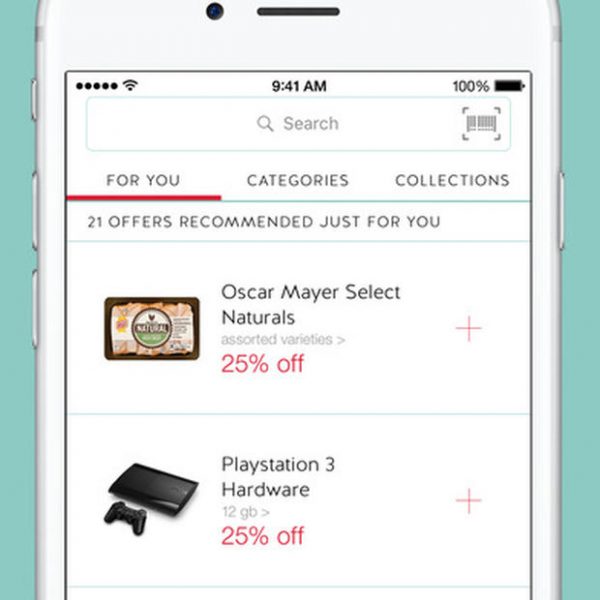 9:41 AM
100%
Search
FOR YOU
CATEGORIES
COLLECTIONS
21 OFFERS RECOMMENDED JUST FOR YOU
Oscar Mayer Select
Naturals
assorted varieties >
25% off
NATURAL
Playstation 3
Hardware
12 gb >
25% off